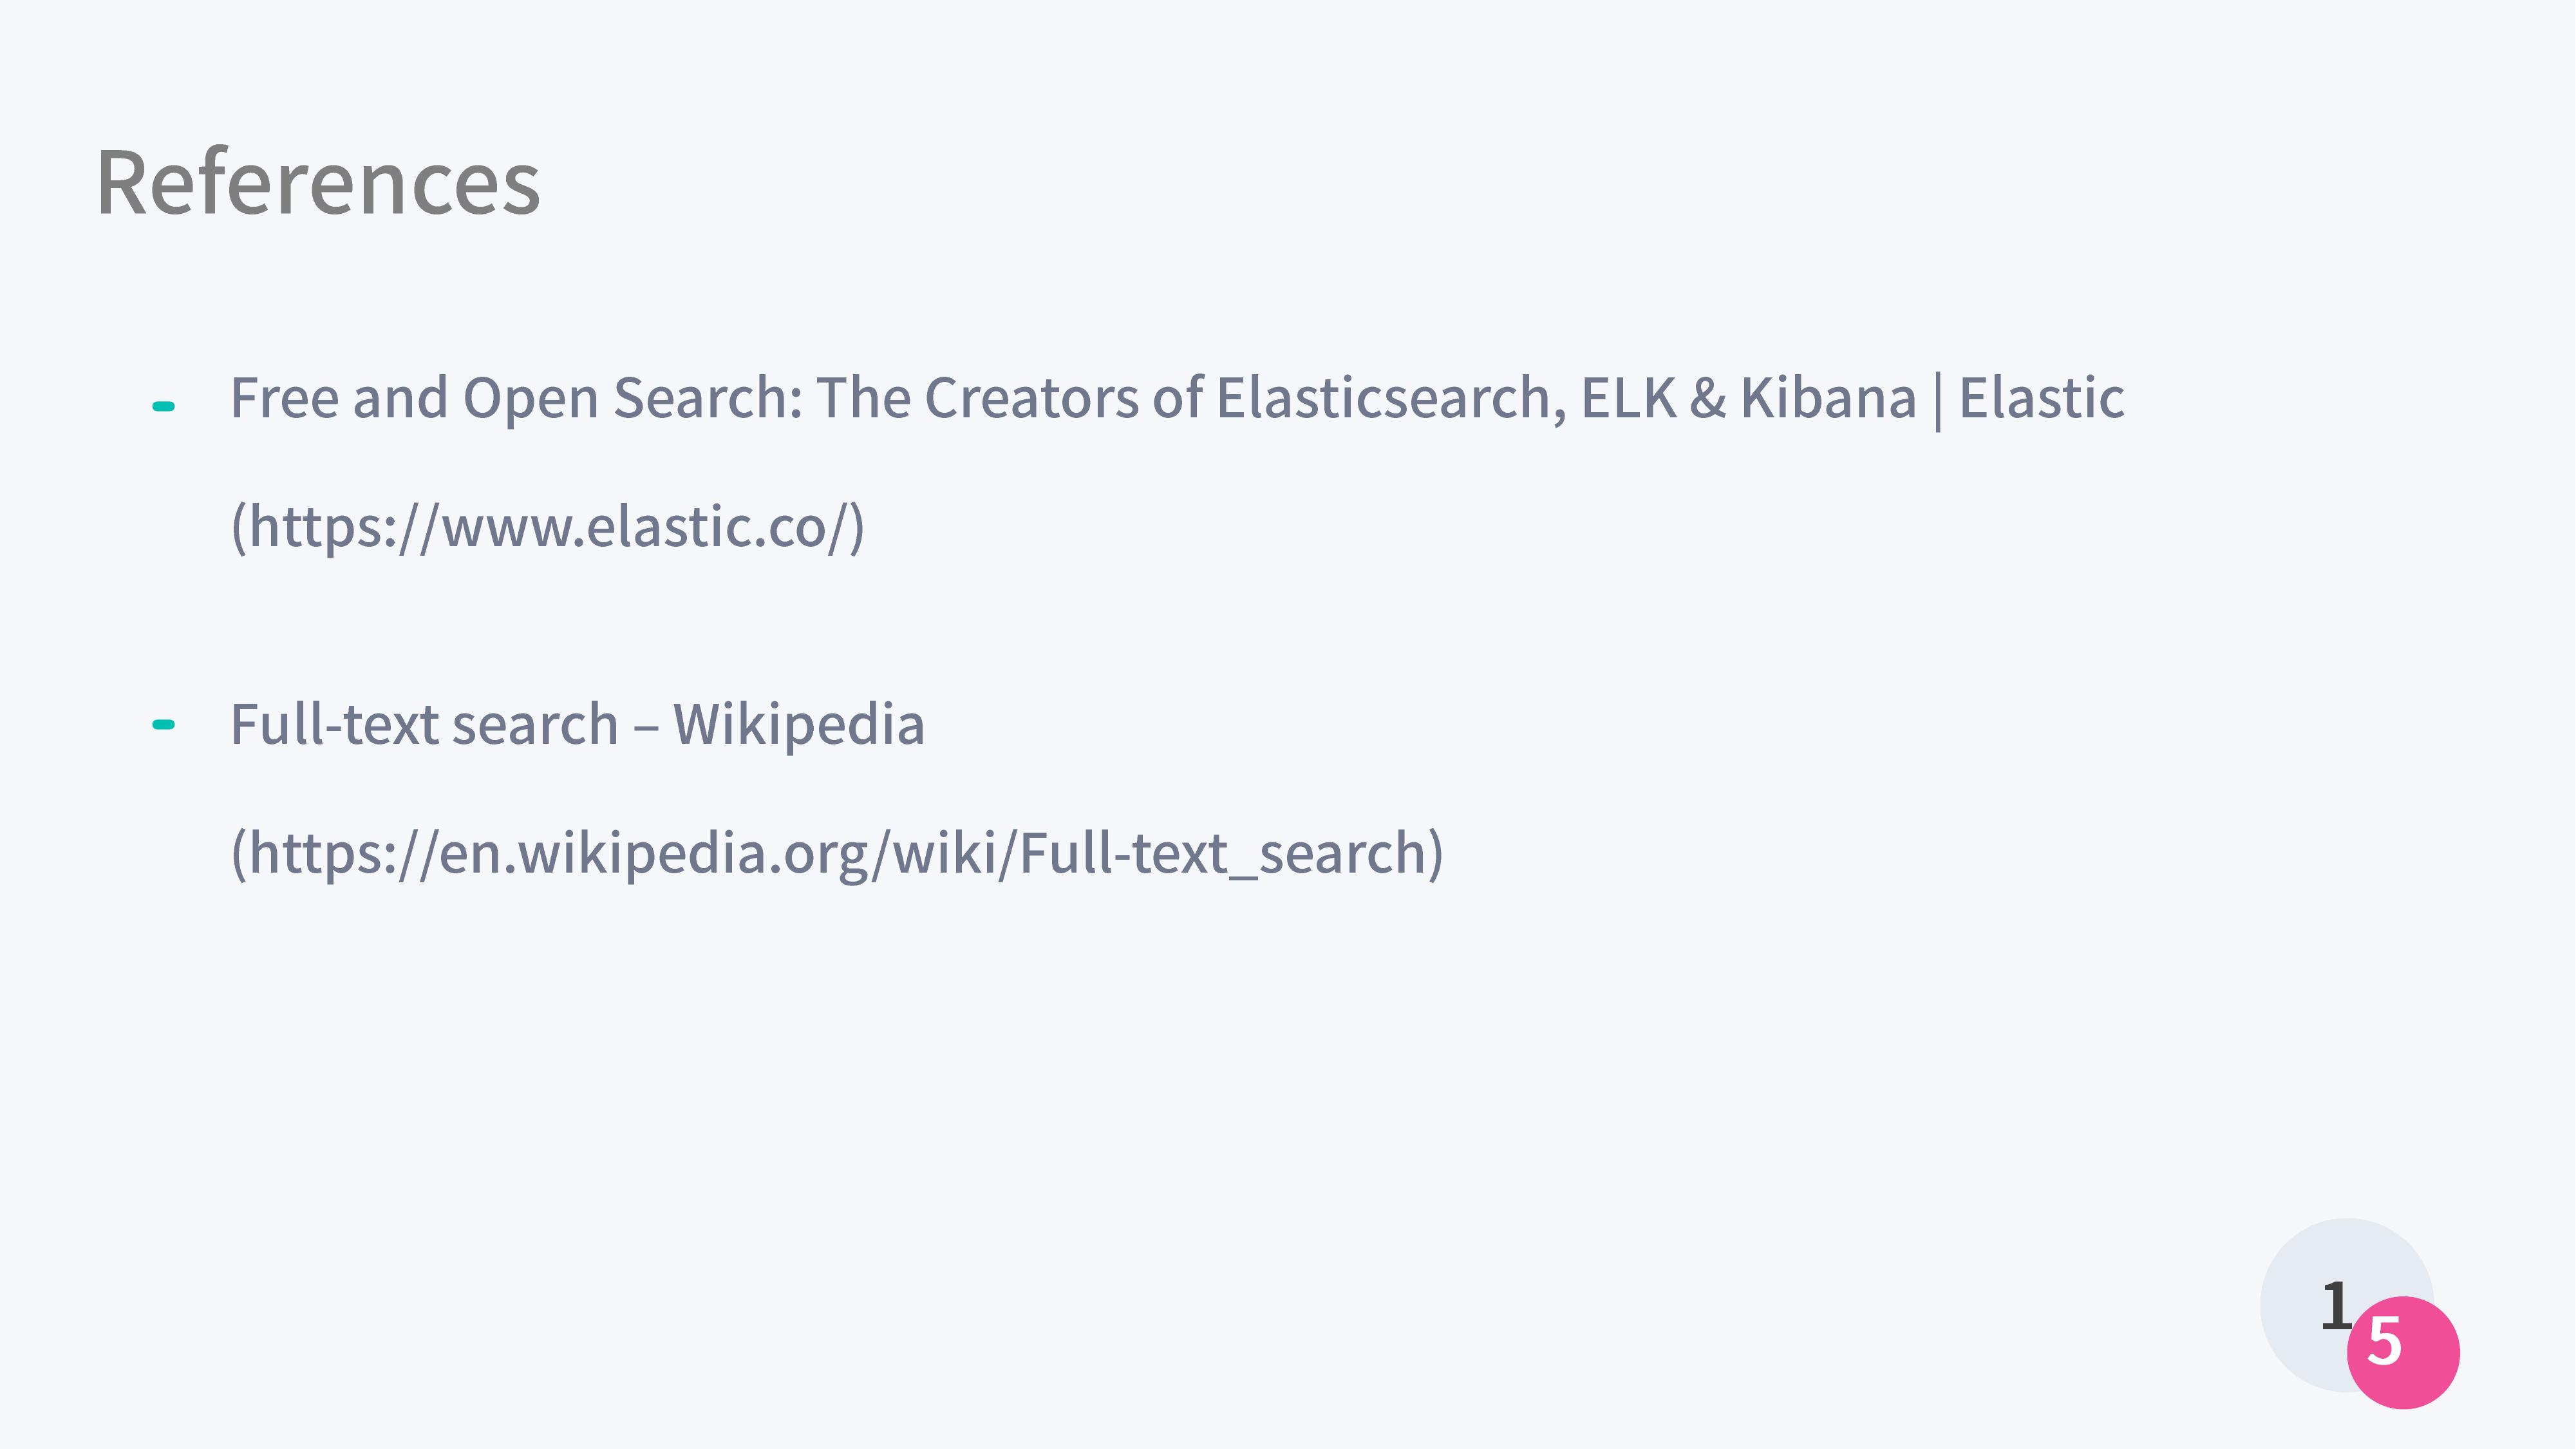 References
- Free and Open Search: The Creators of Elasticsearch, ELK & Kibana | Elastic
(https://www.elastic.co/)
- Full-text search – Wikipedia
(https://en.wikipedia.org/wiki/Full-text_search)
15